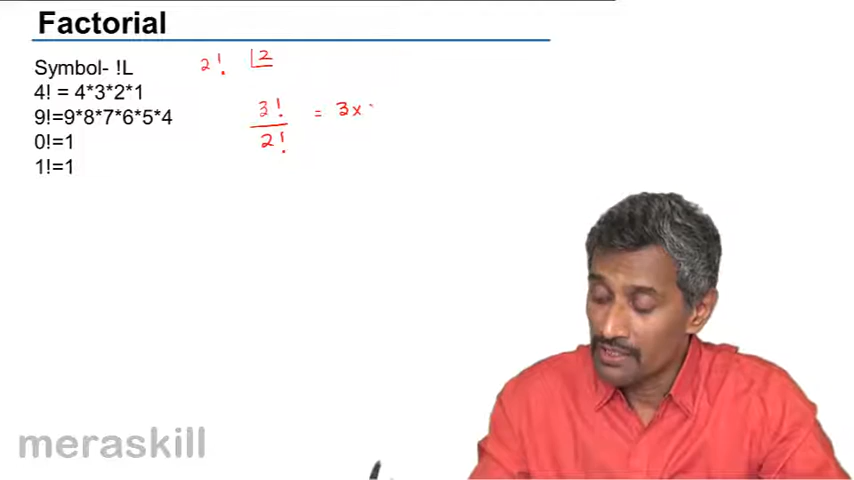 Factorial
Symbol- !L
2! |2
4! = 4*3*2*1
9!=9*8*7*6*5*4
3!
2!
= 3x
0!=1
1!=1
meraskill